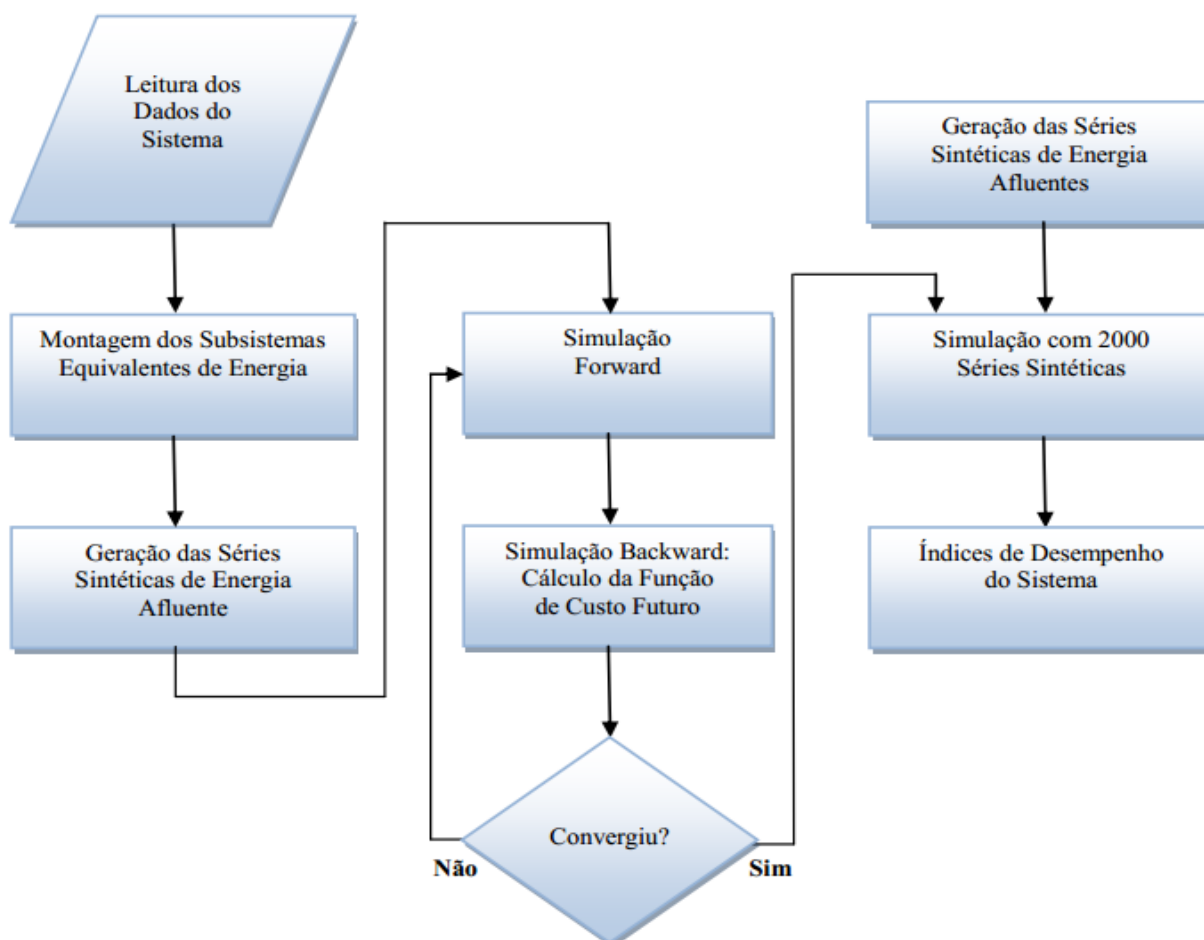 Leitura dos
Dados do
Sistema
Montagem dos Subsistemas
Equivalentes de Energia
Geração das Séries
Sintéticas de Energia
Afluente
Simulação
Forward
Simulação Backward:
Cálculo da Função
de Custo Futuro
Convergiu?
Não
Sim
Geração das Séries
Sintéticas de Energia
Afluentes
Simulação com 2000
Séries Sintéticas
Índices de Desempenho
do Sistema